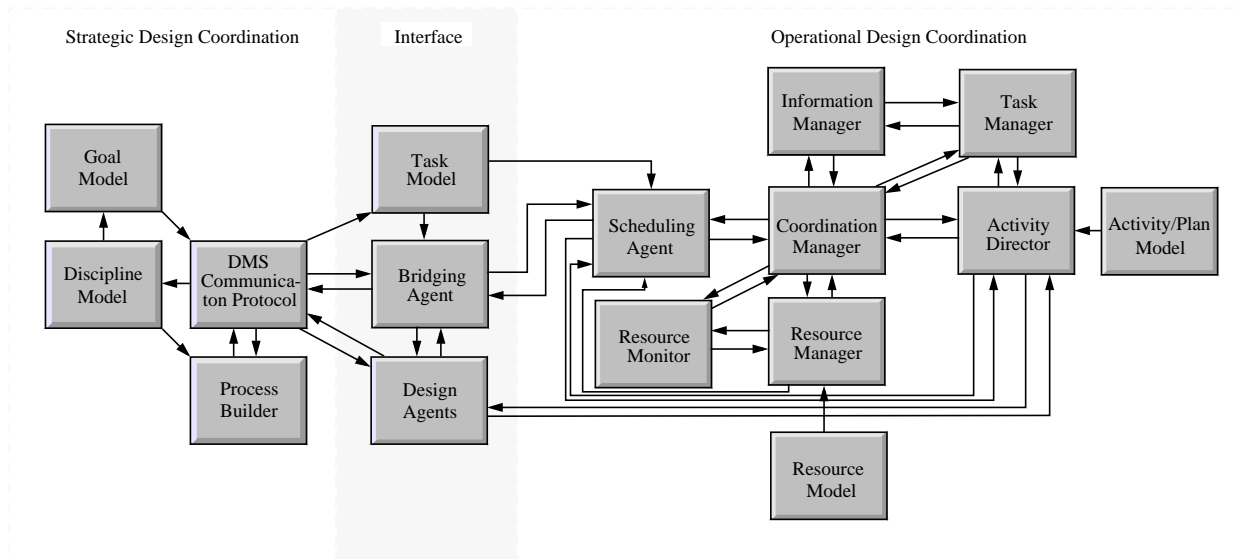 Strategic Design Coordination
Interface
Operational Design Coordination
Information
Manager
Task
Manager
Goal
Model
Task
Model
Scheduling
Agent
Coordination
Manager
Activity
Director
Activity/Plan
Model
Discipline
Model
DMS
Communica-
ton Protocol
Bridging
Agent
Resource
Monitor
Resource
Manager
Process
Builder
Design
Agents
Resource
Model